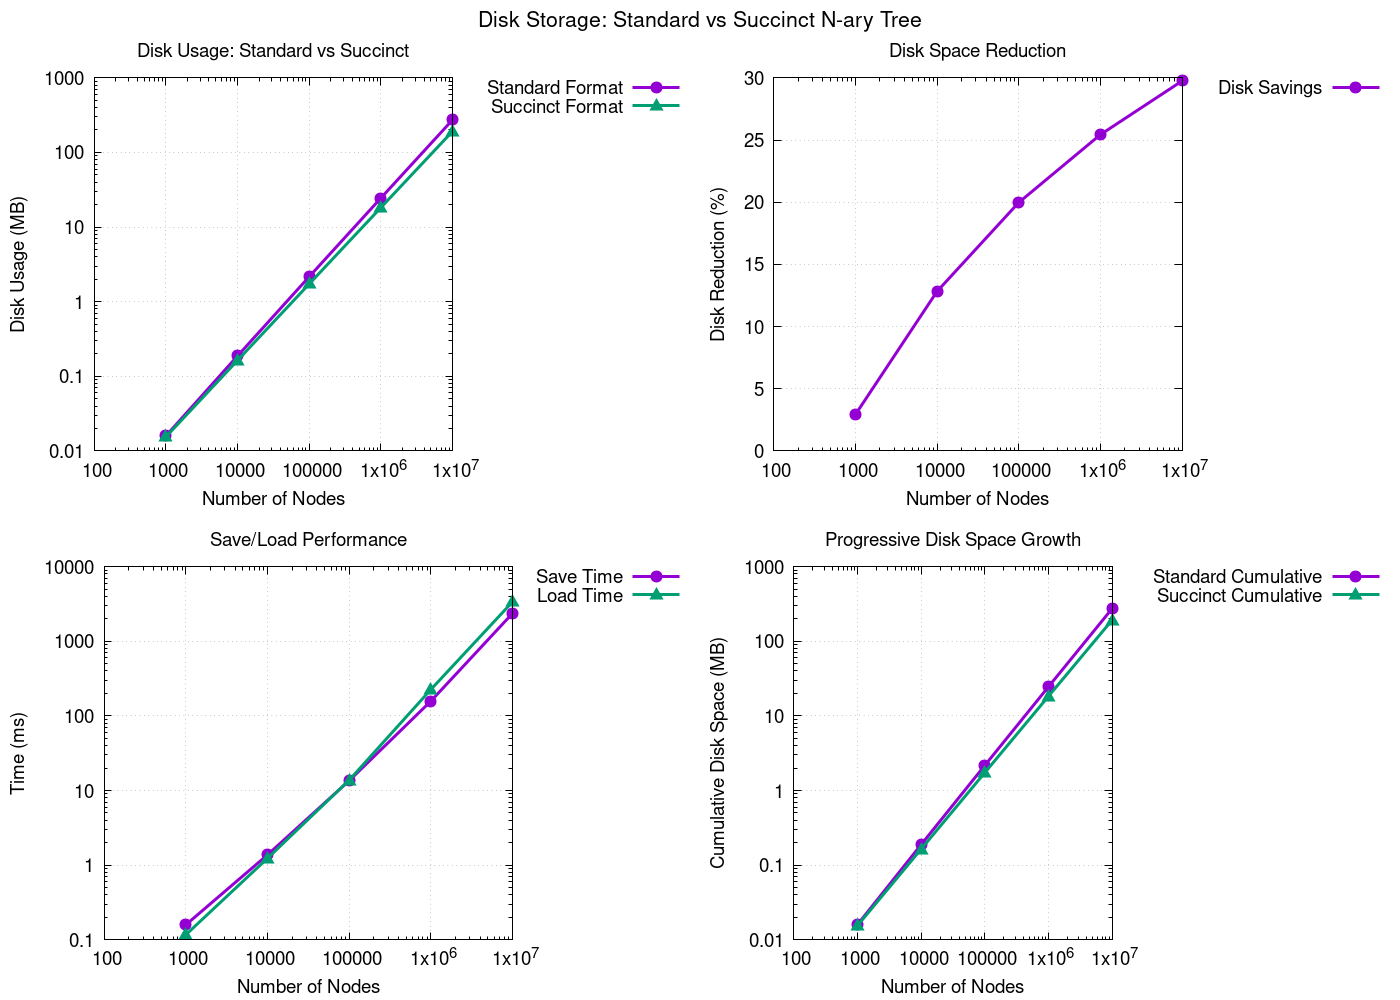 Disk Storage: Standard vs Succinct N-ary Tree
Disk Usage: Standard vs Succinct
1000
100
10
1
0.1
0.01
Disk Usage (MB)
100 1000 10000 100000 1x10^6 1x10^7
Number of Nodes
Standard Format
Succinct Format
Disk Space Reduction
30
25
20
15
10
5
0
Disk Reduction (%)
100 1000 10000 100000 1x10^6 1x10^7
Number of Nodes
Disk Savings
Save/Load Performance
10000
1000
100
10
1
0.1
Time (ms)
100 1000 10000 100000 1x10^6 1x10^7
Number of Nodes
Save Time
Load Time
Progressive Disk Space Growth
1000
100
10
1
0.1
0.01
Cumulative Disk Space (MB)
100 1000 10000 100000 1x10^6 1x10^7
Number of Nodes
Standard Cumulative
Succinct Cumulative